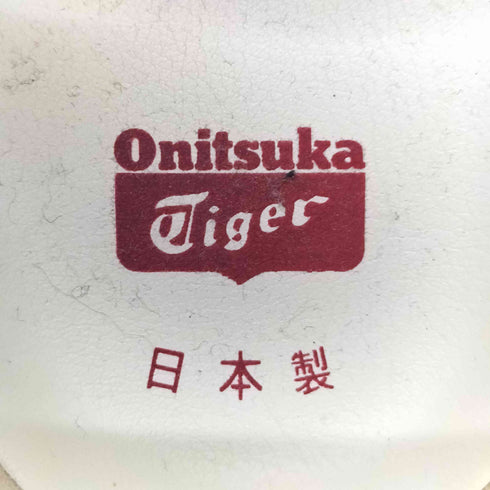 Onitsuka
Tiger
日本製